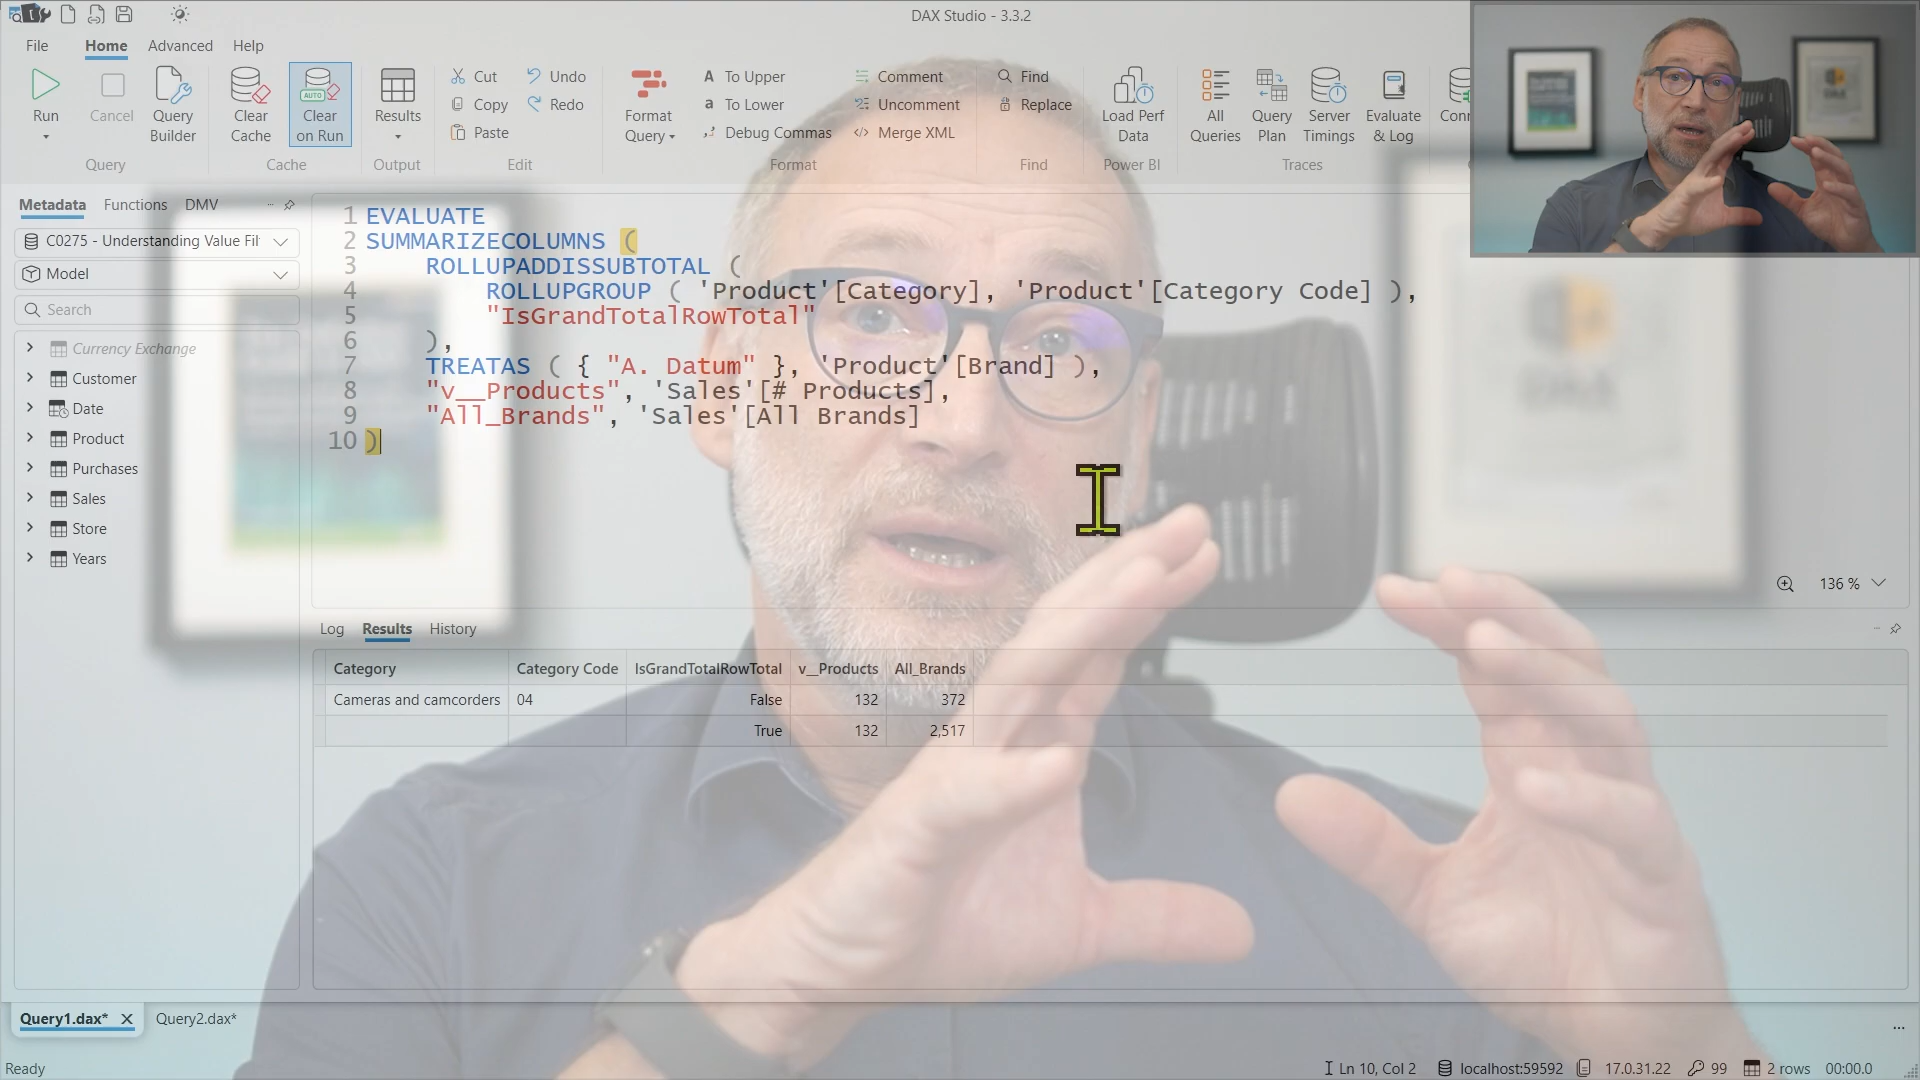 DAX Studio - 3.3.2
File Home Advanced Help
Run
Cancel
Query Builder
Query
Clear Cache
AUTO
Clear on Run
Cache
Results
Output
Cut
Copy
Paste
Undo
Redo
Edit
Format Query
A To Upper
a To Lower
Debug Commas
Comment
Uncomment
Merge XML
Format
Find
Replace
Find
Load Perf Data
Power BI
All Queries
Query Plan
Server Timings
Evaluate & Log
Traces
Metadata Functions DMV
C0275 - Understanding Value Fil
Model
Search
Currency Exchange
Customer
Date
Product
Purchases
Sales
Store
Years
1 EVALUATE
2 SUMMARIZECOLUMNS (
3 ROLLUPADDISSUBTOTAL (
4 ROLLUPGROUP ( 'Product'[Category], 'Product'[Category Code] ),
5 "IsGrandTotalRowTotal"
6 ),
7 TREATAS ( { "A. Datum" }, 'Product'[Brand] ),
8 "v__Products", 'Sales'[# Products],
9 "All_Brands", 'Sales'[All Brands]
10 )
136 %
Log Results History
Category Category Code IsGrandTotalRowTotal v__Products All_Brands
Cameras and camcorders 04 False 132 372
True 132 2,517
Query1.dax* Query2.dax*
Ready
Ln 10, Col 2 localhost:59592 17.0.31.22 99 2 rows 00:00.0